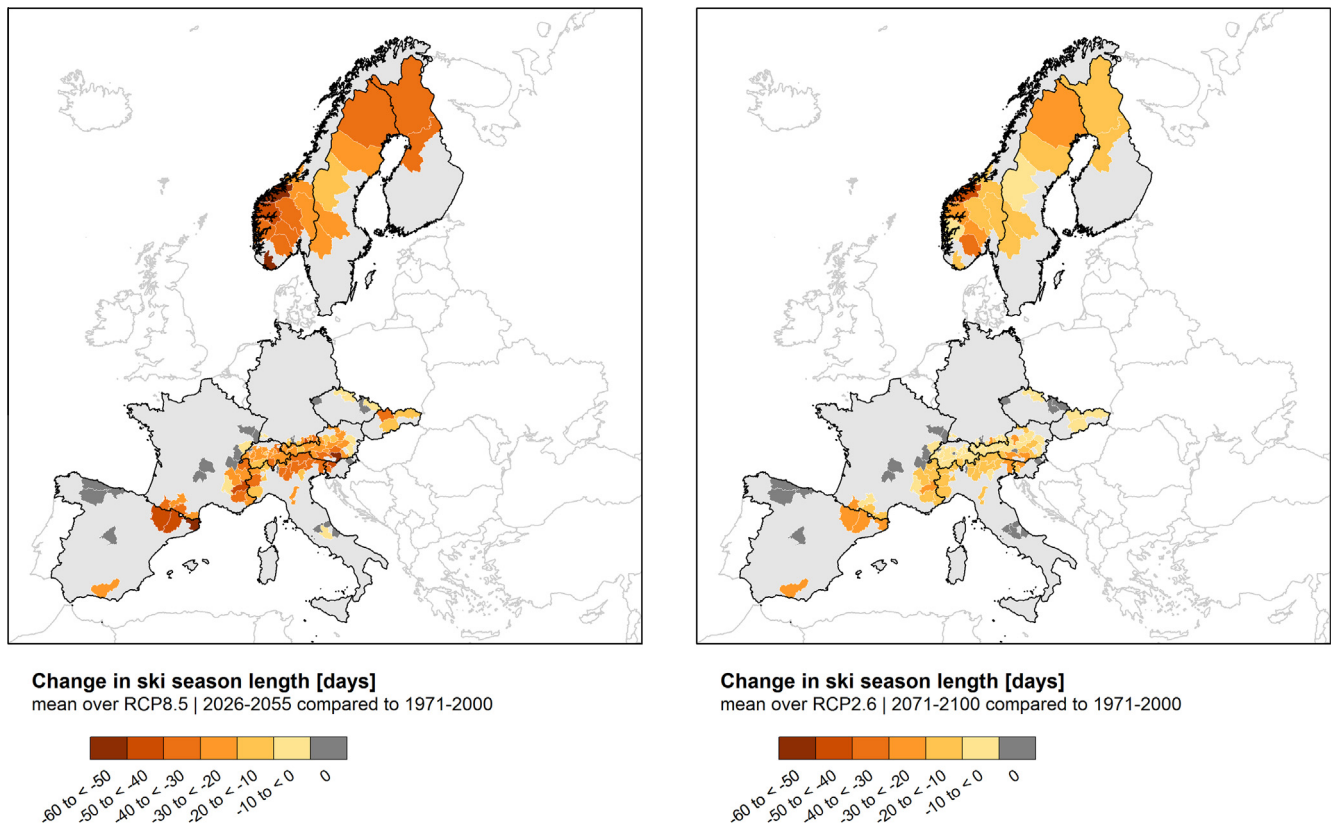 Change in ski season length [days]
mean over RCP8.5 | 2026-2055 compared to 1971-2000
-60 to < -50
-50 to < -40
-40 to < -30
-30 to < -20
-20 to < -10
-10 to < 0
0
Change in ski season length [days]
mean over RCP2.6 | 2071-2100 compared to 1971-2000
-60 to < -50
-50 to < -40
-40 to < -30
-30 to < -20
-20 to < -10
-10 to < 0
0